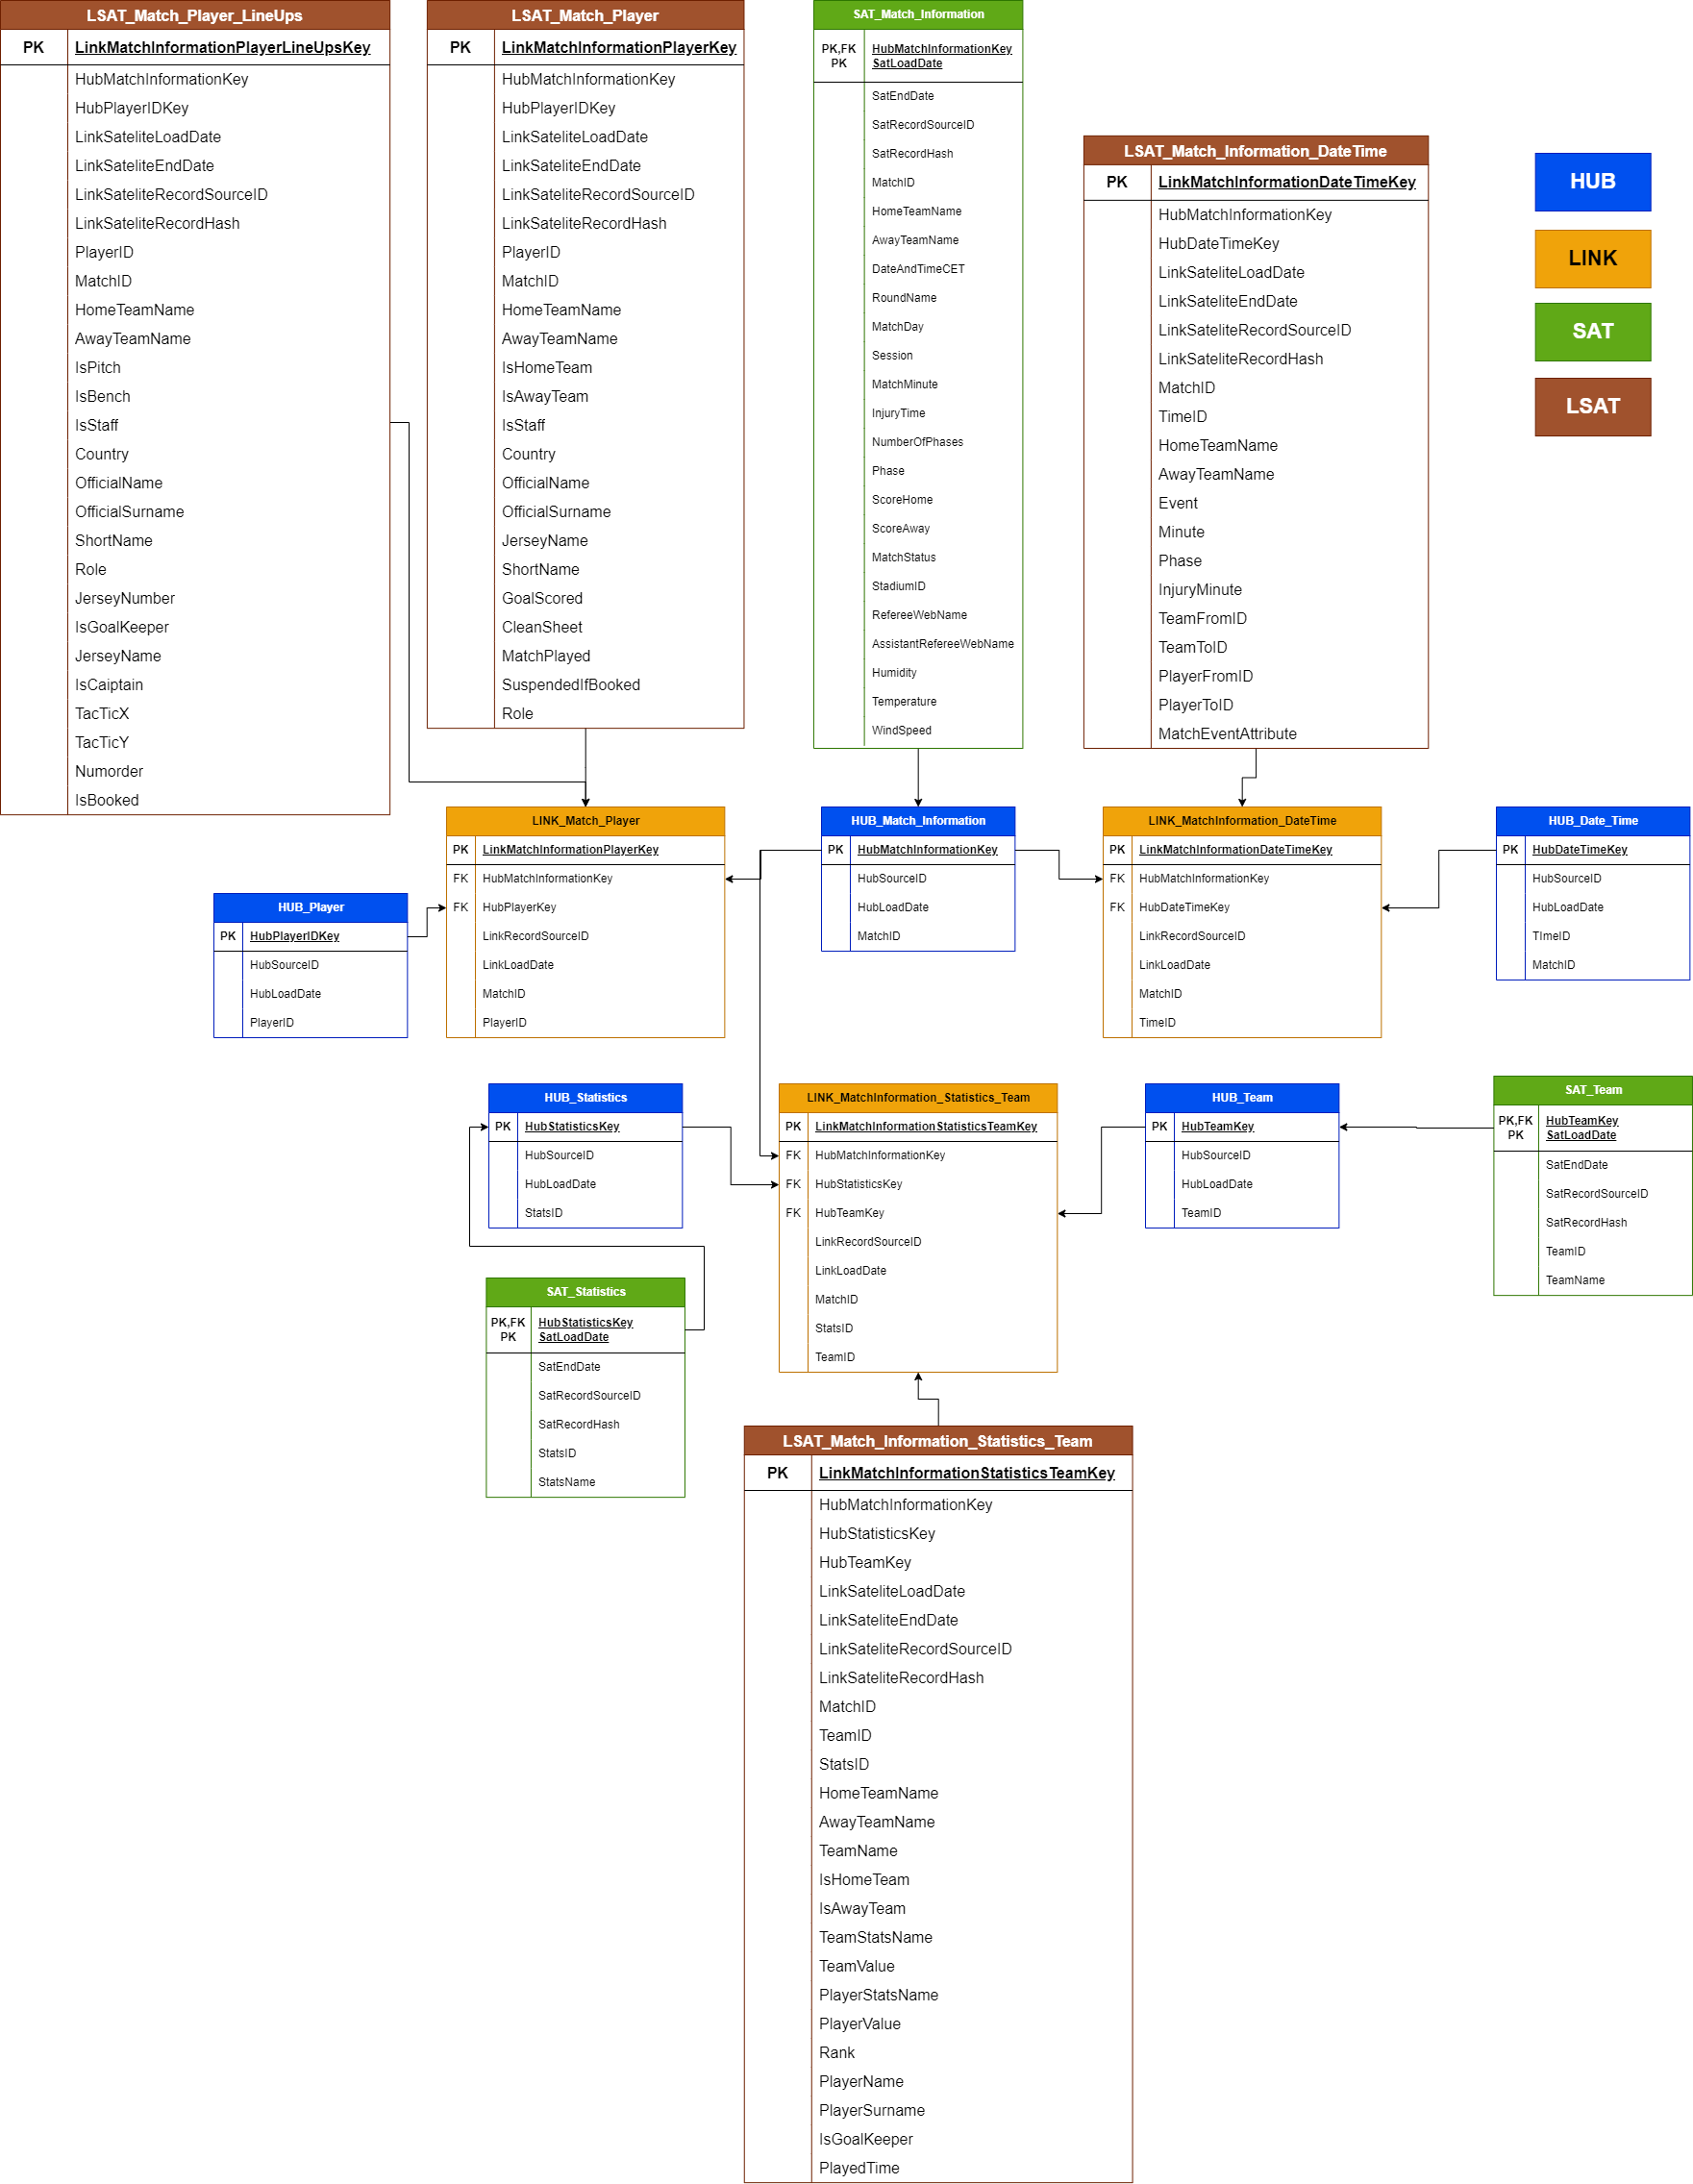 LSAT_Match_Player_LineUps
PK LinkMatchInformationPlayerLineUpsKey
HubMatchInformationKey
HubPlayerIDKey
LinkSateliteLoadDate
LinkSateliteEndDate
LinkSateliteRecordSourceID
LinkSateliteRecordHash
PlayerID
MatchID
HomeTeamName
AwayTeamName
IsPitch
IsBench
IsStaff
Country
OfficialName
OfficialSurname
ShortName
Role
JerseyNumber
IsGoalKeeper
JerseyName
IsCaiptain
TacTicX
TacTicY
Numorder
IsBooked
LSAT_Match_Player
PK LinkMatchInformationPlayerKey
HubMatchInformationKey
HubPlayerIDKey
LinkSateliteLoadDate
LinkSateliteEndDate
LinkSateliteRecordSourceID
LinkSateliteRecordHash
PlayerID
MatchID
HomeTeamName
AwayTeamName
IsHomeTeam
IsAwayTeam
IsStaff
Country
OfficialName
OfficialSurname
JerseyName
ShortName
GoalScored
CleanSheet
MatchPlayed
SuspendedIfBooked
Role
SAT_Match_Information
PK,FK HubMatchInformationKey
PK SatLoadDate
SatEndDate
SatRecordSourceID
SatRecordHash
MatchID
HomeTeamName
AwayTeamName
DateAndTimeCET
RoundName
MatchDay
Session
MatchMinute
InjuryTime
NumberOfPhases
Phase
ScoreHome
ScoreAway
MatchStatus
StadiumID
RefereeWebName
AssistantRefereeWebName
Humidity
Temperature
WindSpeed
LSAT_Match_Information_DateTime
PK LinkMatchInformationDateTimeKey
HubMatchInformationKey
HubDateTimeKey
LinkSateliteLoadDate
LinkSateliteEndDate
LinkSateliteRecordSourceID
LinkSateliteRecordHash
MatchID
TimeID
HomeTeamName
AwayTeamName
Event
Minute
Phase
InjuryMinute
TeamFromID
TeamToID
PlayerFromID
PlayerToID
MatchEventAttribute
HUB
LINK
SAT
LSAT
LINK_Match_Player
PK LinkMatchInformationPlayerKey
FK HubMatchInformationKey
FK HubPlayerKey
LinkRecordSourceID
LinkLoadDate
MatchID
PlayerID
HUB_Match_Information
PK HubMatchInformationKey
HubSourceID
HubLoadDate
MatchID
LINK_MatchInformation_DateTime
PK LinkMatchInformationDateTimeKey
FK HubMatchInformationKey
FK HubDateTimeKey
LinkRecordSourceID
LinkLoadDate
MatchID
TimeID
HUB_Date_Time
PK HubDateTimeKey
HubSourceID
HubLoadDate
TImeID
MatchID
HUB_Player
PK HubPlayerIDKey
HubSourceID
HubLoadDate
PlayerID
HUB_Statistics
PK HubStatisticsKey
HubSourceID
HubLoadDate
StatsID
LINK_MatchInformation_Statistics_Team
PK LinkMatchInformationStatisticsTeamKey
FK HubMatchInformationKey
FK HubStatisticsKey
FK HubTeamKey
LinkRecordSourceID
LinkLoadDate
MatchID
StatsID
TeamID
HUB_Team
PK HubTeamKey
HubSourceID
HubLoadDate
TeamID
SAT_Team
PK,FK HubTeamKey
PK SatLoadDate
SatEndDate
SatRecordSourceID
SatRecordHash
TeamID
TeamName
SAT_Statistics
PK,FK HubStatisticsKey
PK SatLoadDate
SatEndDate
SatRecordSourceID
SatRecordHash
StatsID
StatsName
LSAT_Match_Information_Statistics_Team
PK LinkMatchInformationStatisticsTeamKey
HubMatchInformationKey
HubStatisticsKey
HubTeamKey
LinkSateliteLoadDate
LinkSateliteEndDate
LinkSateliteRecordSourceID
LinkSateliteRecordHash
MatchID
TeamID
StatsID
HomeTeamName
AwayTeamName
TeamName
IsHomeTeam
IsAwayTeam
TeamStatsName
TeamValue
PlayerStatsName
PlayerValue
Rank
PlayerName
PlayerSurname
IsGoalKeeper
PlayedTime